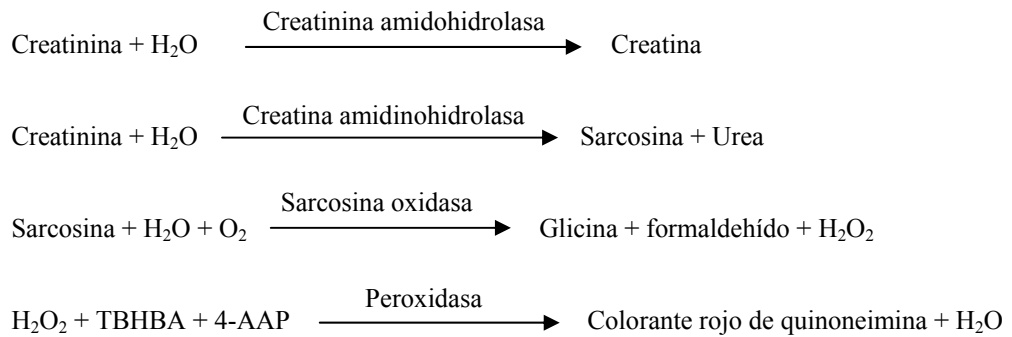 Creatinina + H₂O Creatinina amidohidrolasa Creatina
Creatinina + H₂O Creatina amidinohidrolasa Sarcosina + Urea
Sarcosina + H₂O + O₂ Sarcosina oxidasa Glicina + formaldehído + H₂O₂
H₂O₂ + TBHBA + 4-AAP Peroxidasa Colorante rojo de quinoneimina + H₂O